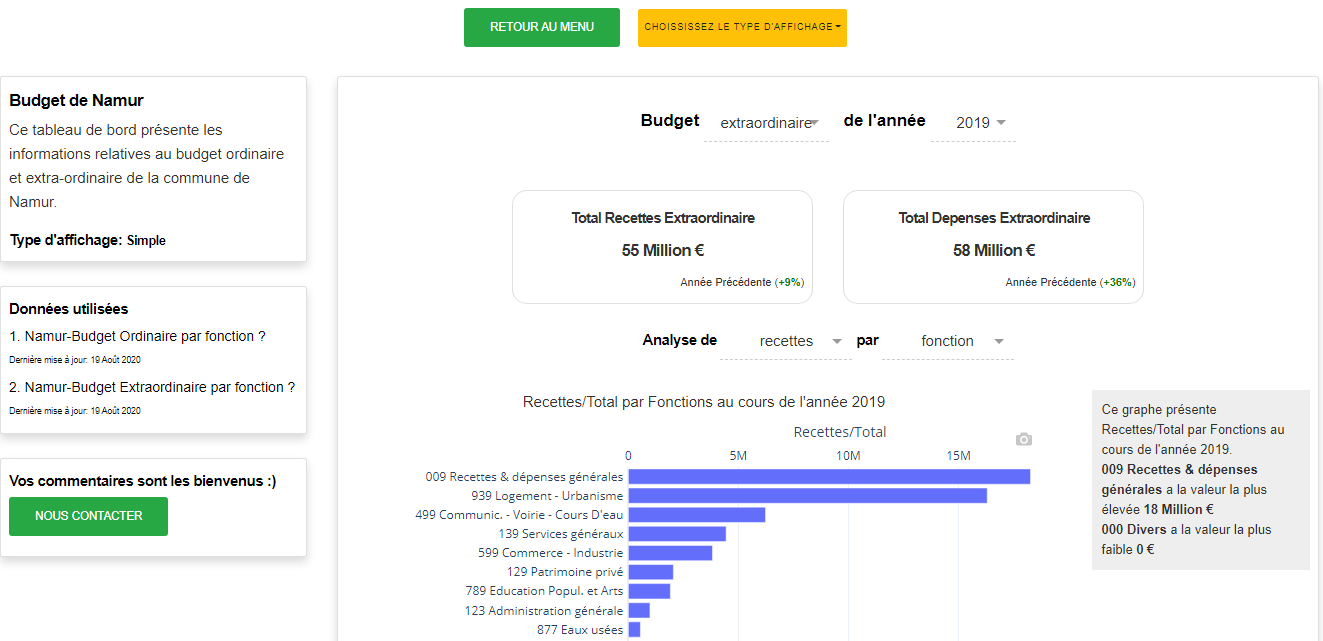 RETOUR AU MENU
CHOISSISSEZ LE TYPE D'AFFICHAGE
Budget de Namur
Ce tableau de bord présente les
informations relatives au budget ordinaire
et extra-ordinaire de la commune de
Namur.
Type d'affichage: Simple
Données utilisées
1. Namur-Budget Ordinaire par fonction ?
Dernière mise à jour: 19 Août 2020
2. Namur-Budget Extraordinaire par fonction ?
Dernière mise à jour: 19 Août 2020
Vos commentaires sont les bienvenus :)
NOUS CONTACTER
Budget extraordinaire de l'année 2019
Total Recettes Extraordinaire
55 Million €
Année Précédente (+9%)
Total Depenses Extraordinaire
58 Million €
Année Précédente (+36%)
Analyse de recettes par fonction
Recettes/Total par Fonctions au cours de l'année 2019
Recettes/Total
0 5M 10M 15M
009 Recettes & dépenses générales
939 Logement - Urbanisme
499 Communic. - Voirie - Cours D'eau
139 Services généraux
599 Commerce - Industrie
129 Patrimoine privé
789 Education Popul. et Arts
123 Administration générale
877 Eaux usées
Ce graphe présente
Recettes/Total par Fonctions au
cours de l'année 2019.
009 Recettes & dépenses
générales a la valeur la plus
élevée 18 Million €
000 Divers a la valeur la plus
faible 0 €